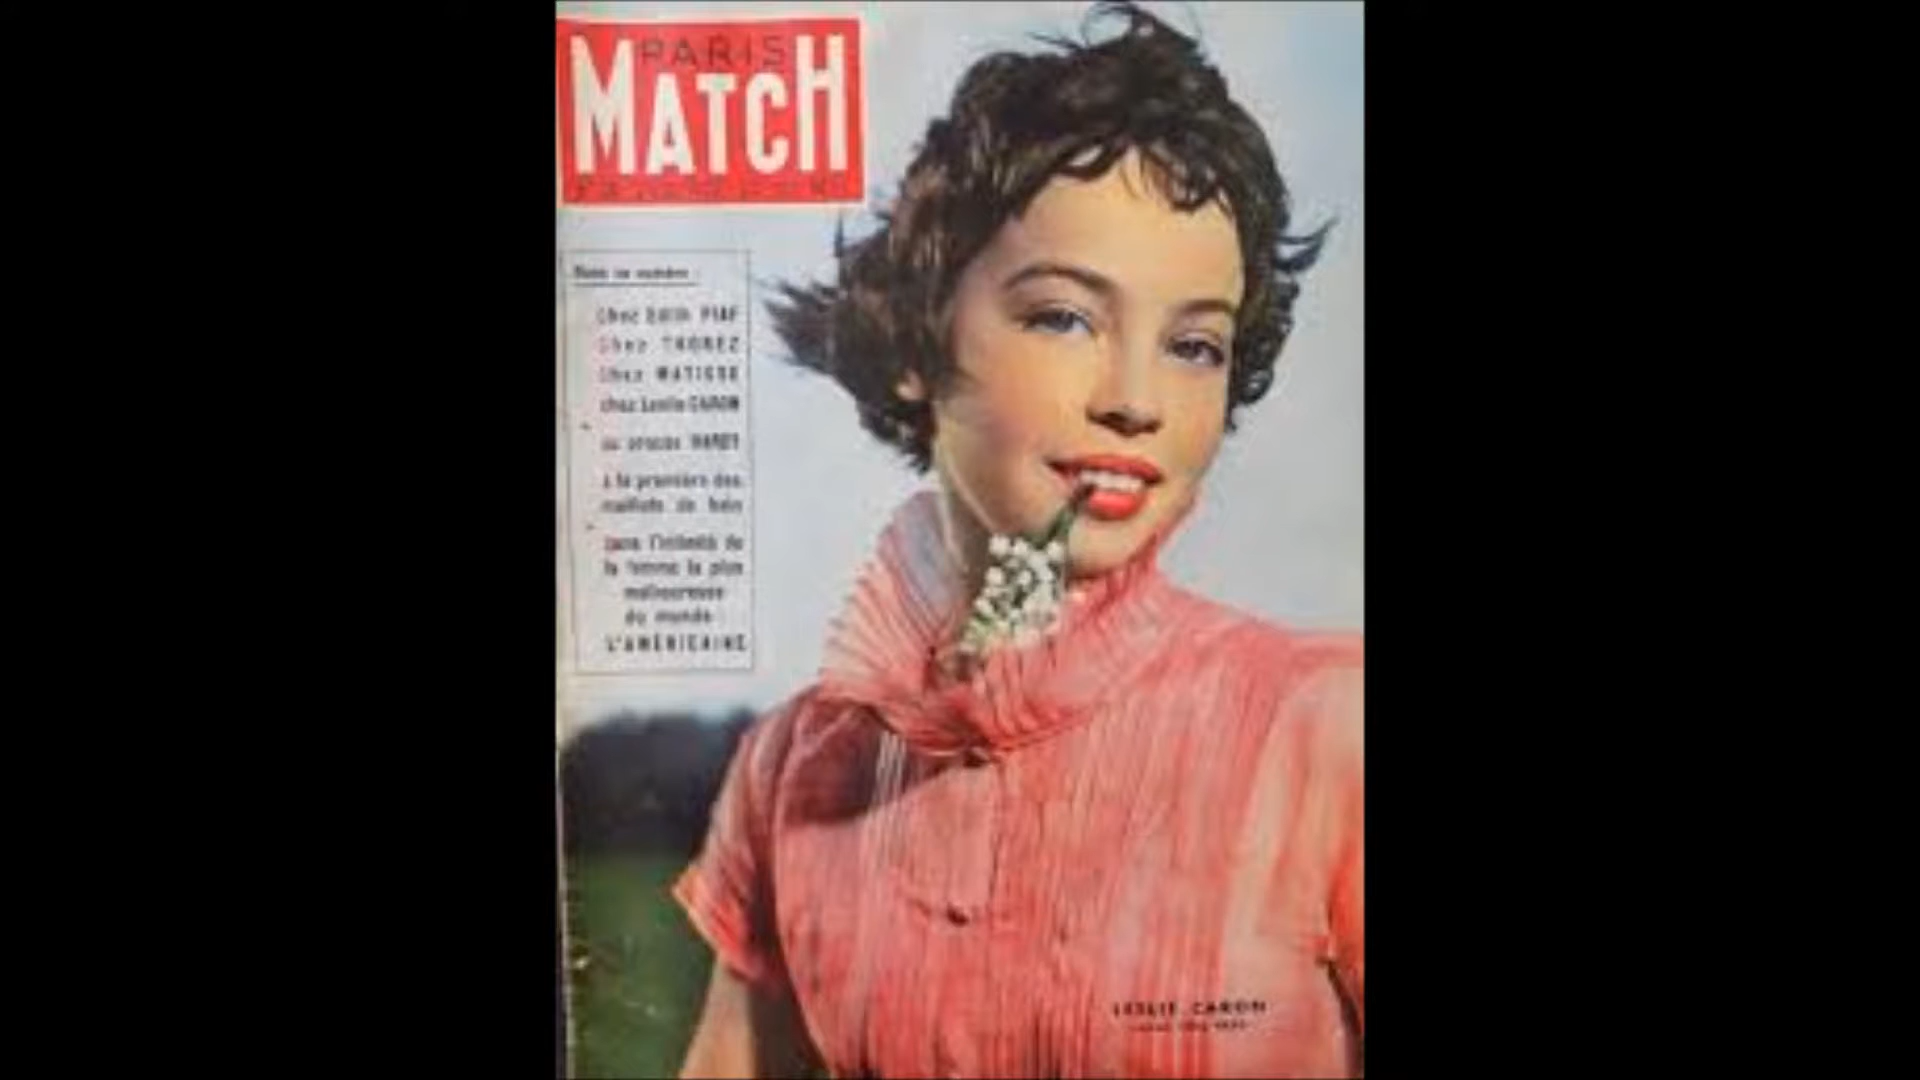 PARIS
MATCH
Dans ce numéro :
Chez Edith PIAF
Chez THOREZ
Chez MATISSE
chez Leslie CARON
au procès HARDY
à la première des
maillots de bain
dans l'intimité de
la femme la plus
du monde
L'AMÉRICAINE
LESLIE CARON